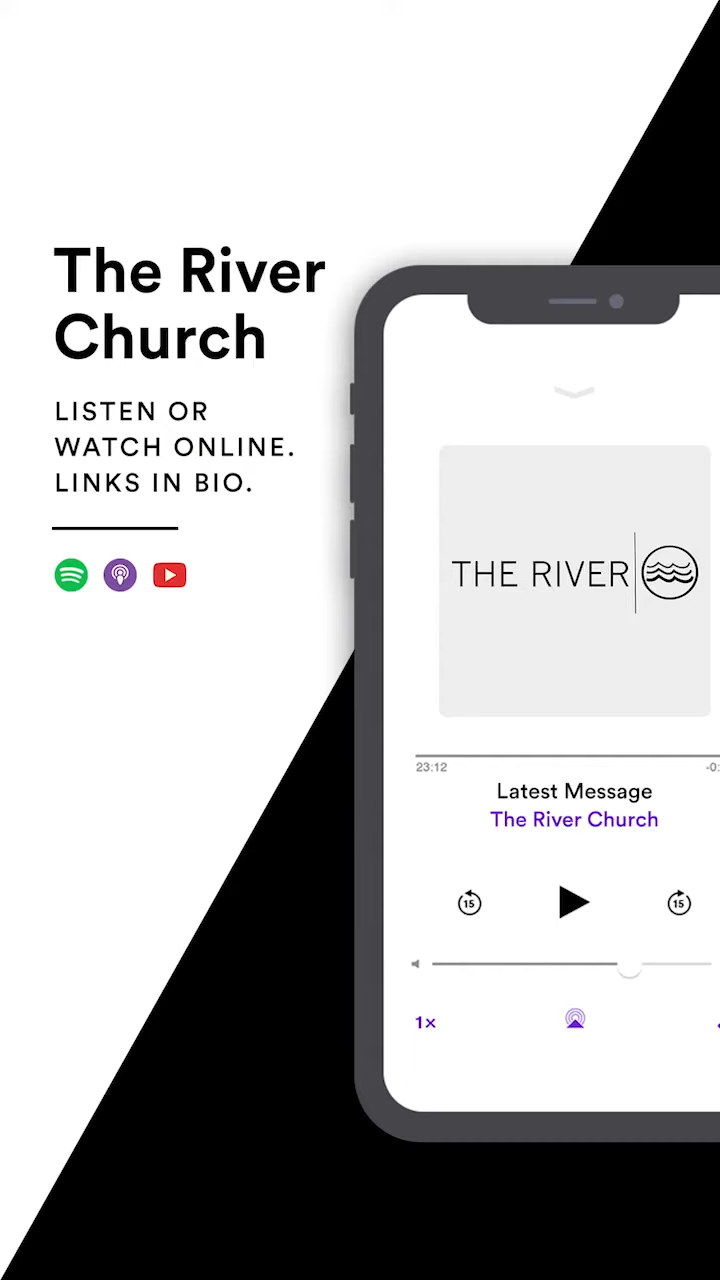 The River
Church
LISTEN OR
WATCH ONLINE.
LINKS IN BIO.
THE RIVER
23:12
-0:
Latest Message
The River Church
15
15
1×